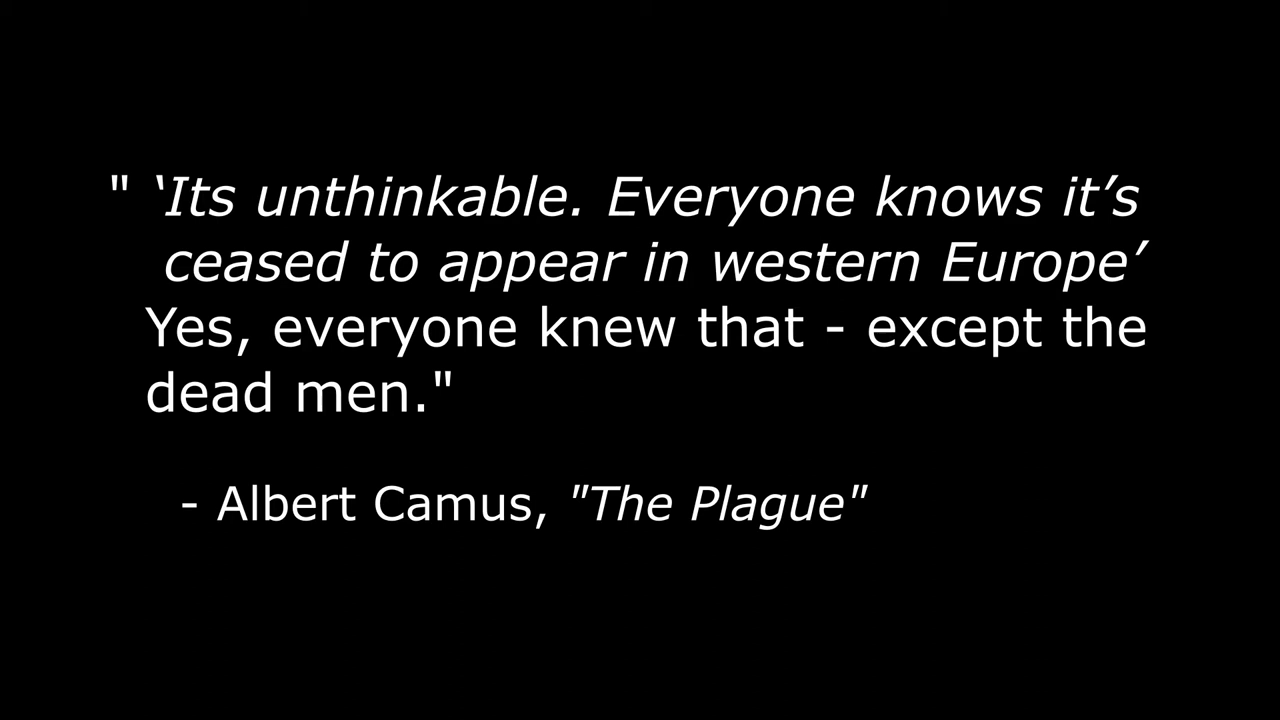 " ‘Its unthinkable. Everyone knows it’s
ceased to appear in western Europe’
Yes, everyone knew that - except the
dead men."
- Albert Camus, "The Plague"